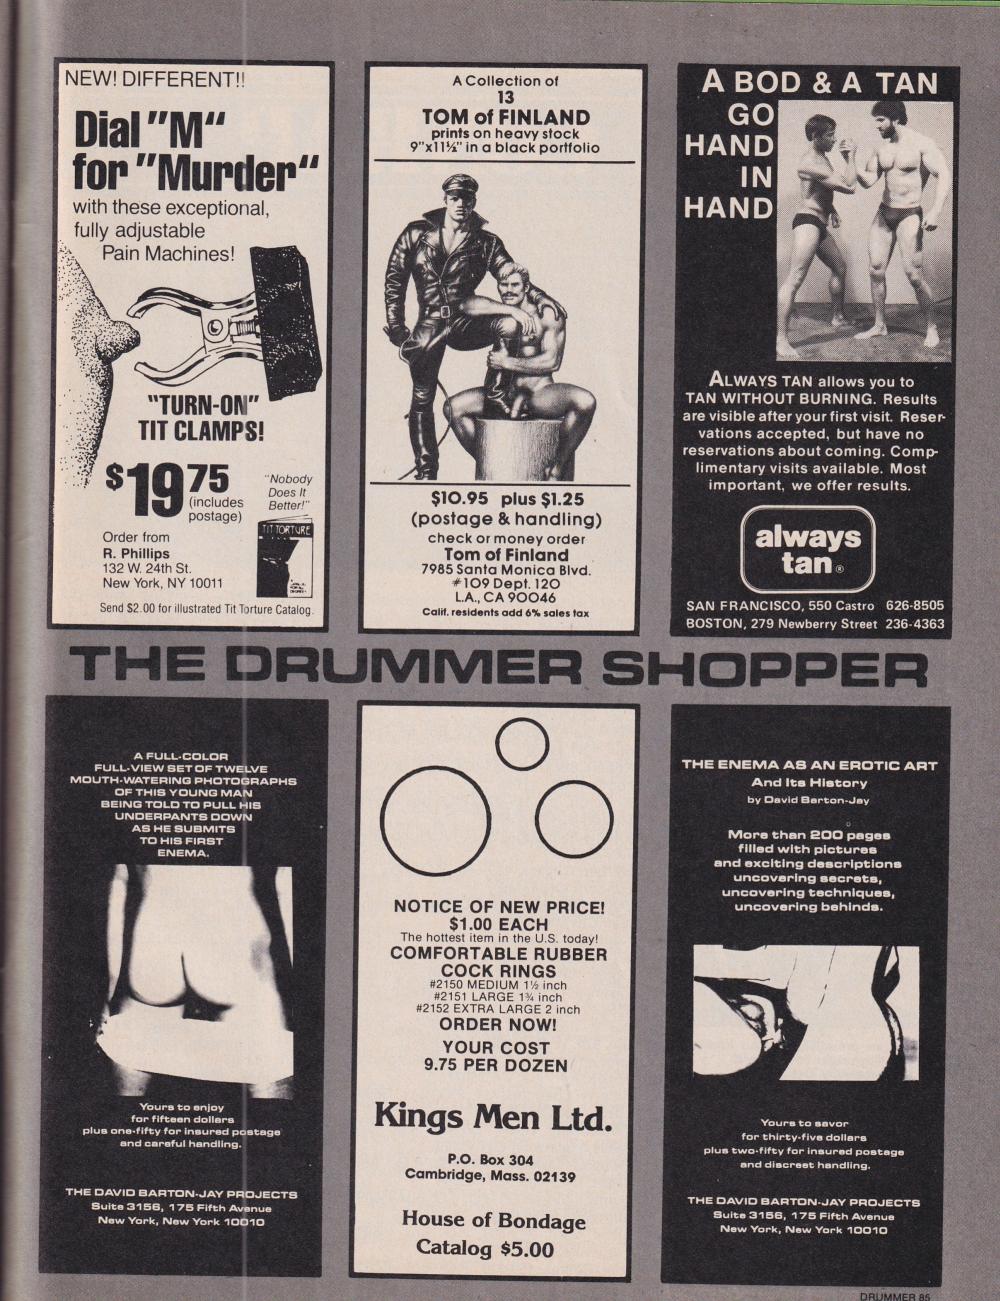 NEW! DIFFERENT!!
Dial "M"
for "Murder"
with these exceptional,
fully adjustable
Pain Machines!
"TURN-ON"
TIT CLAMPS!
$19.75
(includes
postage)
"Nobody
Does It
Better!"
TIT TORTURE
Order from
R. Phillips
132 W. 24th St.
New York, NY 10011
Send $2.00 for illustrated Tit Torture Catalog.
A Collection of
13
TOM of FINLAND
prints on heavy stock
9"x11½" in a black portfolio
$10.95 plus $1.25
(postage & handling)
check or money order
Tom of Finland
7985 Santa Monica Blvd.
#109 Dept. 120
L.A., CA 90046
Calif. residents add 6% sales tax
A BOD & A TAN
GO
HAND
IN
HAND
ALWAYS TAN allows you to
TAN WITHOUT BURNING. Results
are visible after your first visit. Reser-
vations accepted, but have no
reservations about coming. Comp-
limentary visits available. Most
important, we offer results.
always
tan®
SAN FRANCISCO, 550 Castro 626-8505
BOSTON, 279 Newberry Street 236-4363
THE DRUMMER SHOPPER
A FULL-COLOR
FULL-VIEW SET OF TWELVE
MOUTH-WATERING PHOTOGRAPHS
OF THIS YOUNG MAN
BEING TOLD TO PULL HIS
UNDERPANTS DOWN
AS HE SUBMITS
TO HIS FIRST
ENEMA.
Yours to enjoy
for fifteen dollars
plus one-fifty for insured postage
and careful handling.
THE DAVID BARTON-JAY PROJECTS
Suite 3156, 175 Fifth Avenue
New York, New York 10010
NOTICE OF NEW PRICE!
$1.00 EACH
The hottest item in the U.S. today!
COMFORTABLE RUBBER
COCK RINGS
#2150 MEDIUM 1½ inch
#2151 LARGE 1¾ inch
#2152 EXTRA LARGE 2 inch
ORDER NOW!
YOUR COST
9.75 PER DOZEN
Kings Men Ltd.
P.O. Box 304
Cambridge, Mass. 02139
House of Bondage
Catalog $5.00
THE ENEMA AS AN EROTIC ART
And Its History
by David Barton-Jay
More than 200 pages
filled with pictures
and exciting descriptions
uncovering secrets,
uncovering techniques,
uncovering behinds.
Yours to savor
for thirty-five dollars
plus two-fifty for insured postage
and discreet handling.
THE DAVID BARTON-JAY PROJECTS
Suite 3156, 175 Fifth Avenue
New York, New York 10010
DRUMMER 85